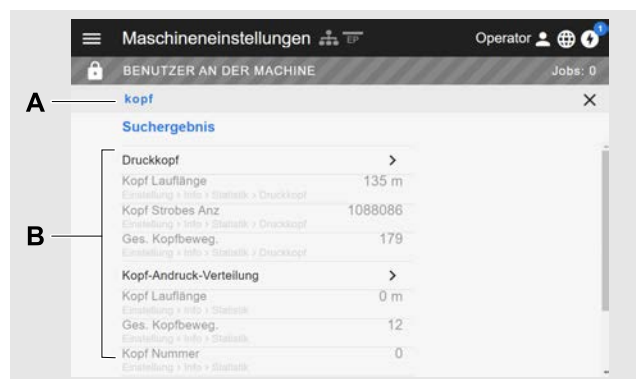 Maschineneinstellungen EP Operator 1
BENUTZER AN DER MACHINE Jobs: 0
A kopf
Suchergebnis
Druckkopf
Kopf Lauflänge 135 m
Einstellung > Info > Statistik > Druckkopf
Kopf Strobes Anz 1088086
Einstellung > Info > Statistik > Druckkopf
B Ges. Kopfbeweg. 179
Einstellung > Info > Statistik > Druckkopf
Kopf-Andruck-Verteilung
Kopf Lauflänge 0 m
Einstellung > Info > Statistik
Ges. Kopfbeweg. 12
Einstellung > Info > Statistik
Kopf Nummer 0
Einstellung > Info > Statistik